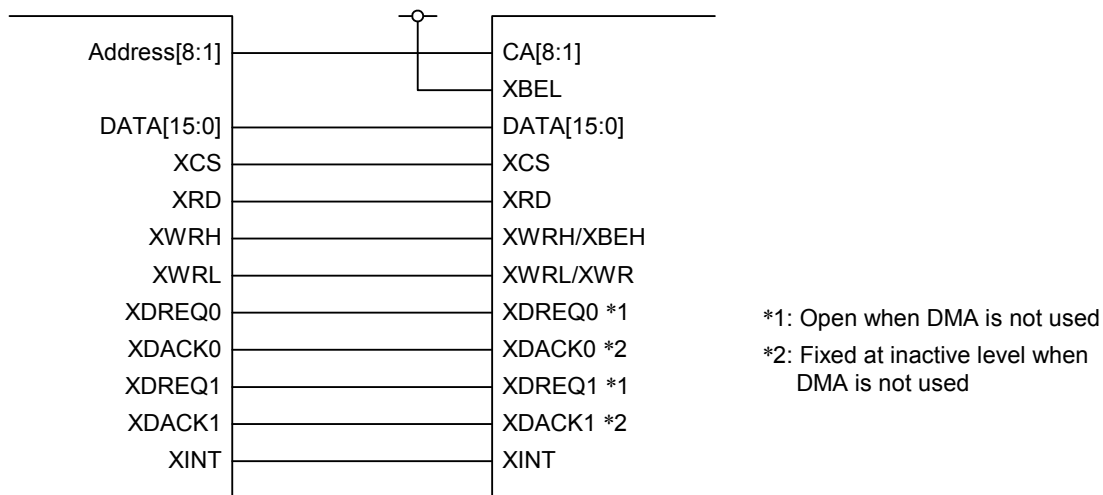 Address[8:1] CA[8:1]
XBEL
DATA[15:0] DATA[15:0]
XCS XCS
XRD XRD
XWRH XWRH/XBEH
XWRL XWRL/XWR
XDREQ0 XDREQ0 *1
XDACK0 XDACK0 *2
XDREQ1 XDREQ1 *1
XDACK1 XDACK1 *2
XINT XINT
*1: Open when DMA is not used
*2: Fixed at inactive level when
DMA is not used